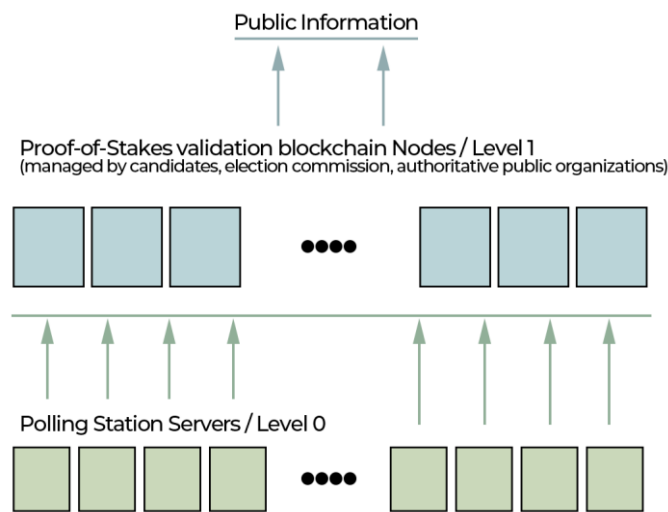 Public Information
Proof-of-Stakes validation blockchain Nodes / Level 1
(managed by candidates, election commission, authoritative public organizations)
Polling Station Servers / Level 0